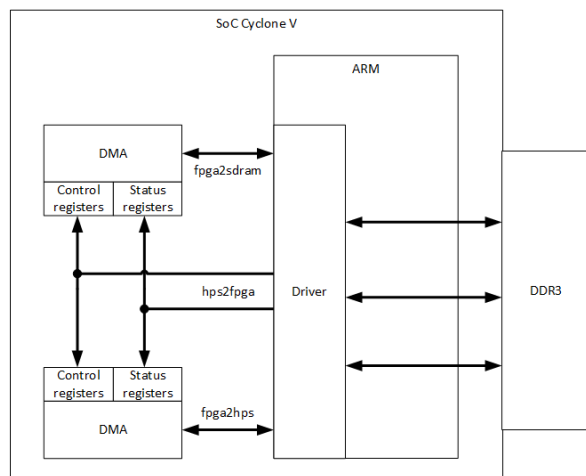 SoC Cyclone V
ARM
DMA
fpga2sdram
Control
registers
Status
registers
hps2fpga
Driver
DDR3
Control
registers
Status
registers
fpga2hps
DMA